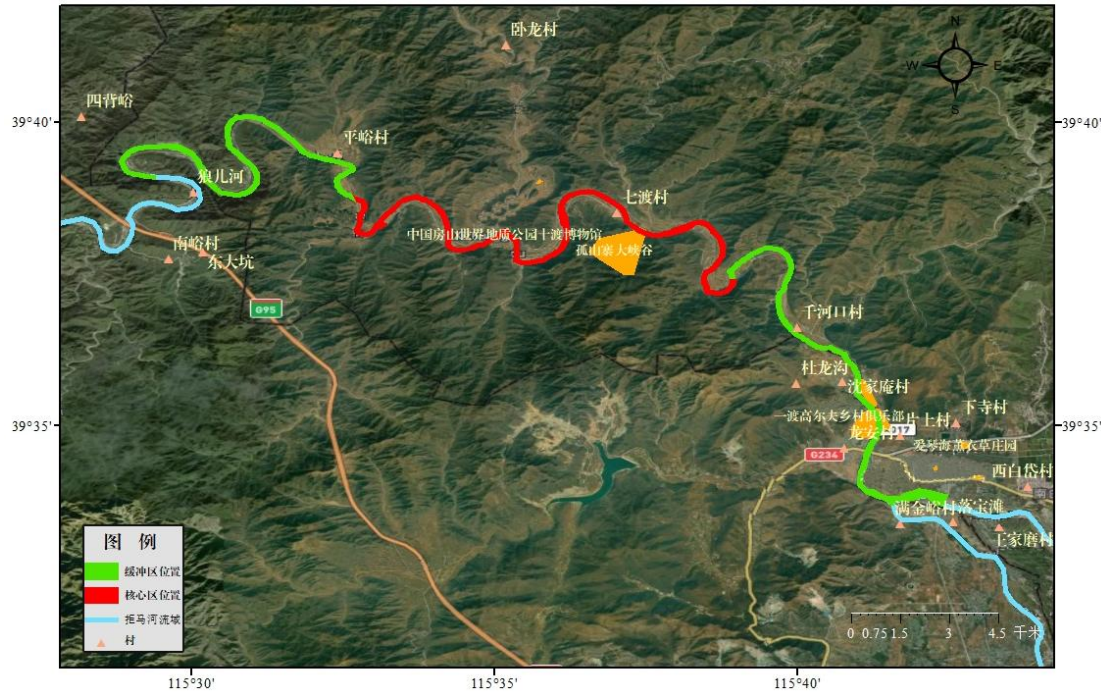 卧龙村
N
W
E
S
四背峪
39°40'
39°40'
平峪村
狼儿河
七渡村
中国房山世界地质公园十渡博物馆
孤山寨大峡谷
南峪村
东大坑
G95
千河口村
杜龙沟
沈家庵村
下寺村
一渡高尔夫乡村俱乐部
片上村
39°35'
龙安村
爱琴海薰衣草庄园
G234
西白岱村
满金峪村
落宝滩
王家磨村
图 例
缓冲区位置
核心区位置
拒马河流域
村
0 0.75 1.5 3 4.5 千米
115°30'
115°35'
115°40'